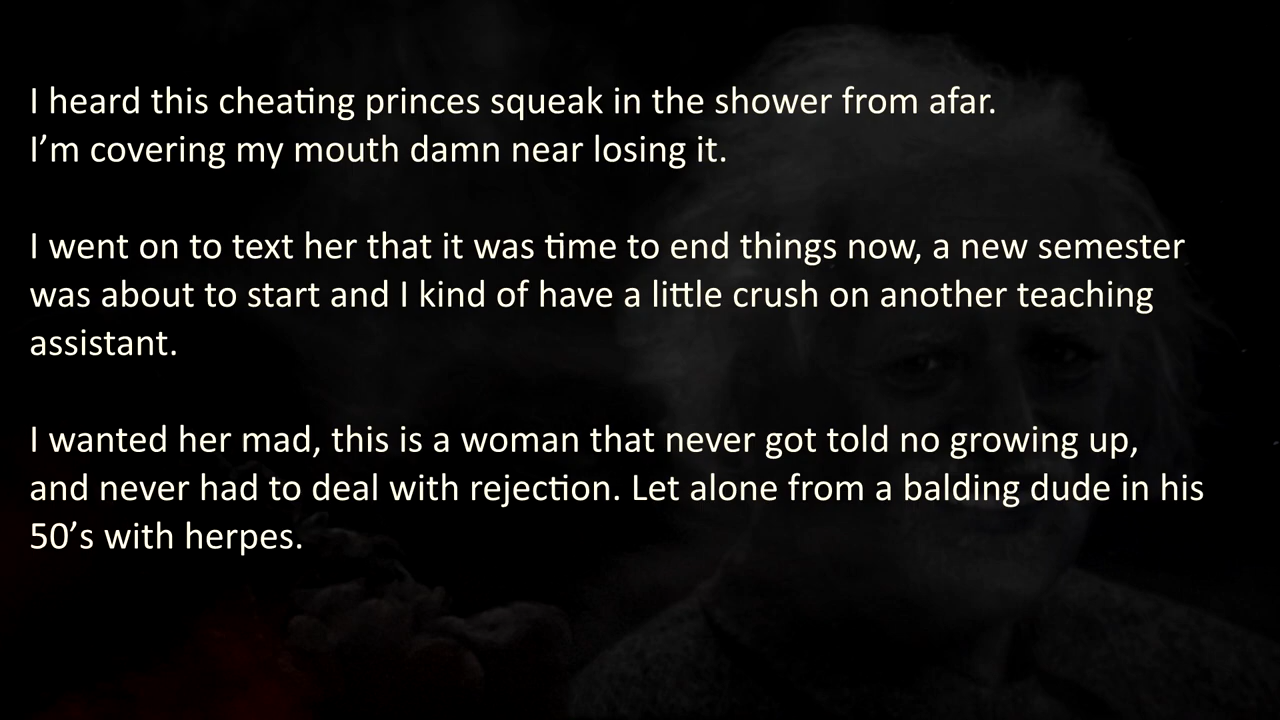 I heard this cheating princes squeak in the shower from afar.
I’m covering my mouth damn near losing it.
I went on to text her that it was time to end things now, a new semester
was about to start and I kind of have a little crush on another teaching
assistant.
I wanted her mad, this is a woman that never got told no growing up,
and never had to deal with rejection. Let alone from a balding dude in his
50’s with herpes.